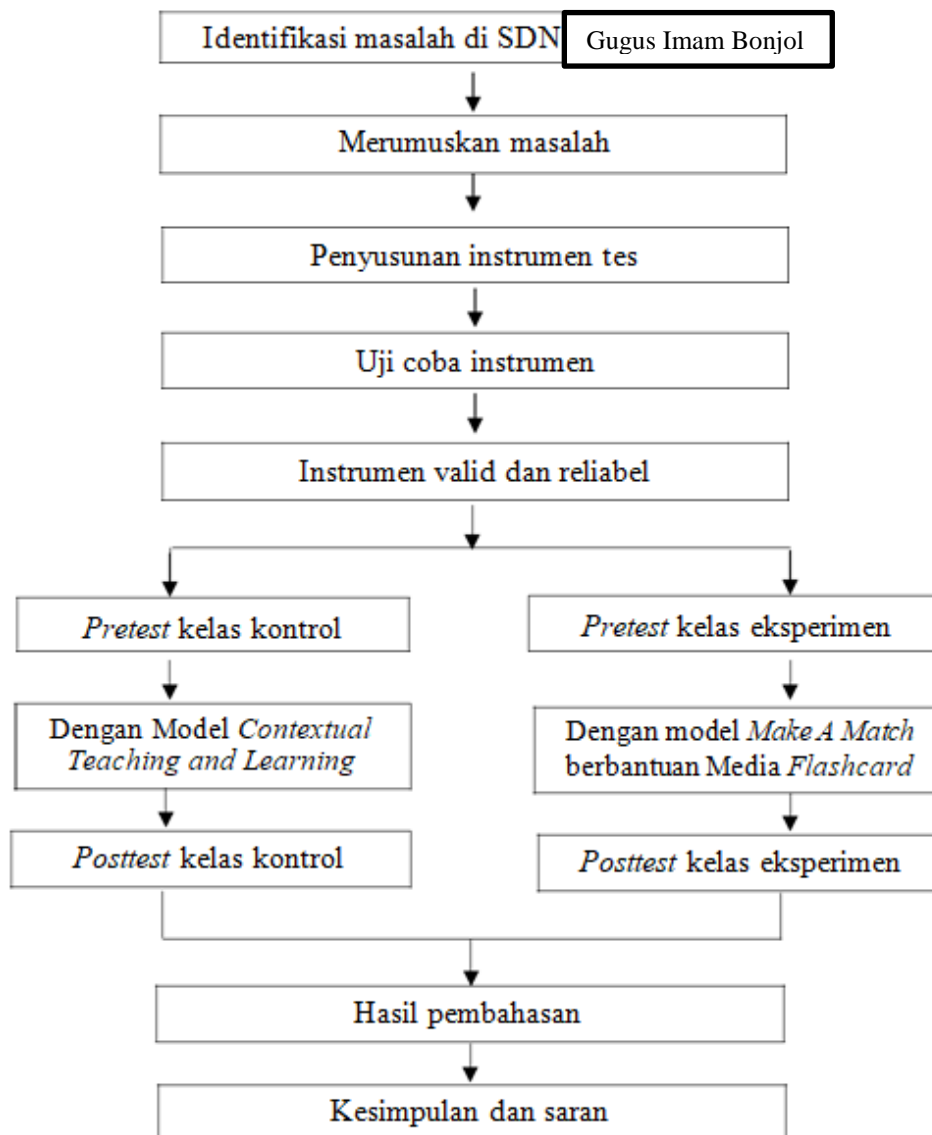 Identifikasi masalah di SDN Gugus Imam Bonjol
Merumuskan masalah
Penyusunan instrumen tes
Uji coba instrumen
Instrumen valid dan reliabel
Pretest kelas kontrol
Pretest kelas eksperimen
Dengan Model Contextual
Teaching and Learning
Dengan model Make A Match
berbantuan Media Flashcard
Posttest kelas kontrol
Posttest kelas eksperimen
Hasil pembahasan
Kesimpulan dan saran